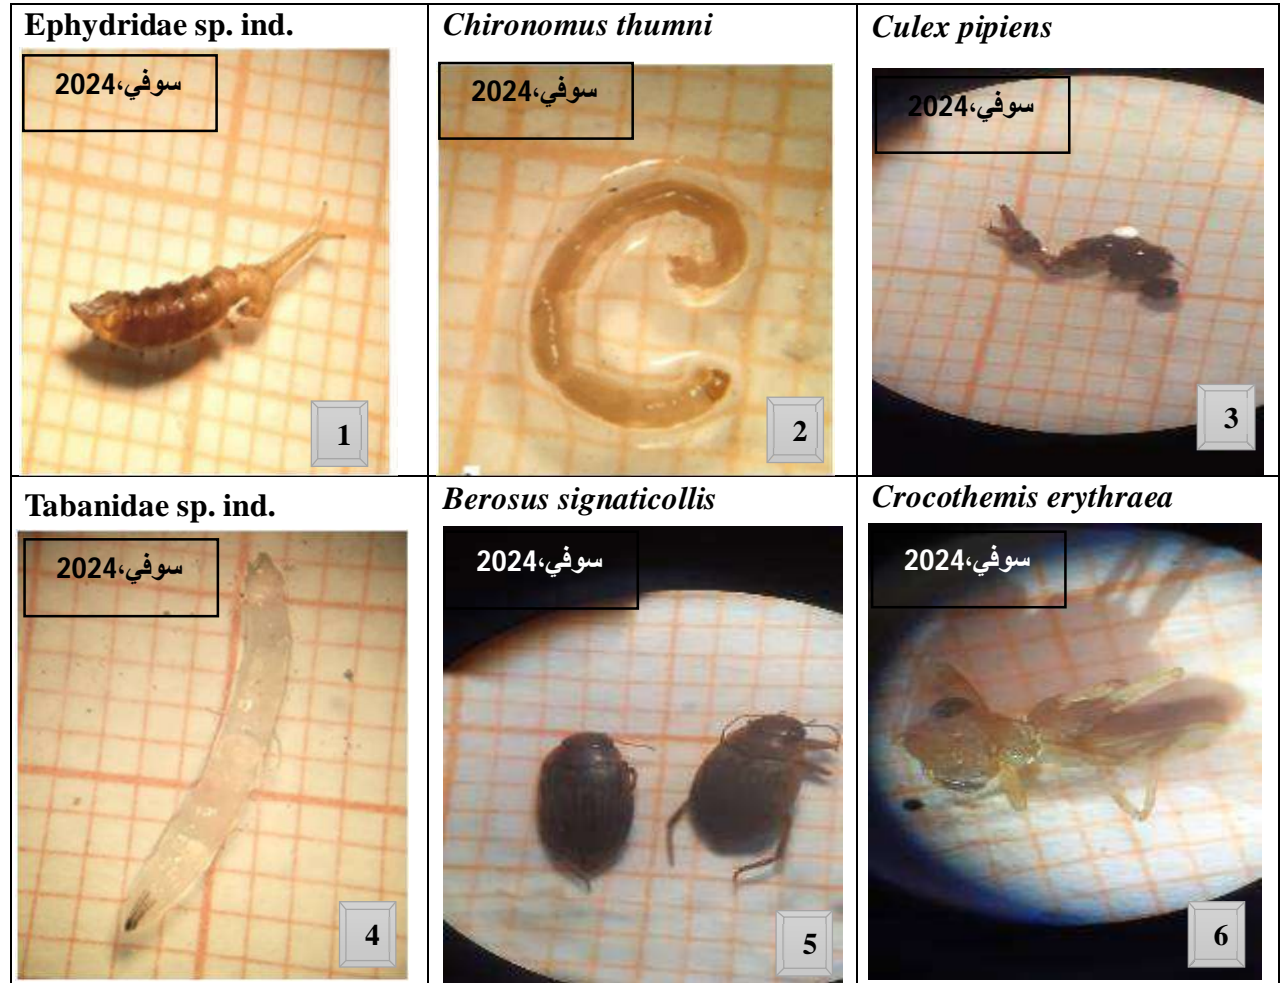 Ephydridae sp. ind.
سوفي،2024
1
Chironomus thumni
سوفي،2024
2
Culex pipiens
سوفي،2024
3
Tabanidae sp. ind.
سوفي،2024
4
Berosus signaticollis
سوفي،2024
5
Crocothemis erythraea
سوفي،2024
6